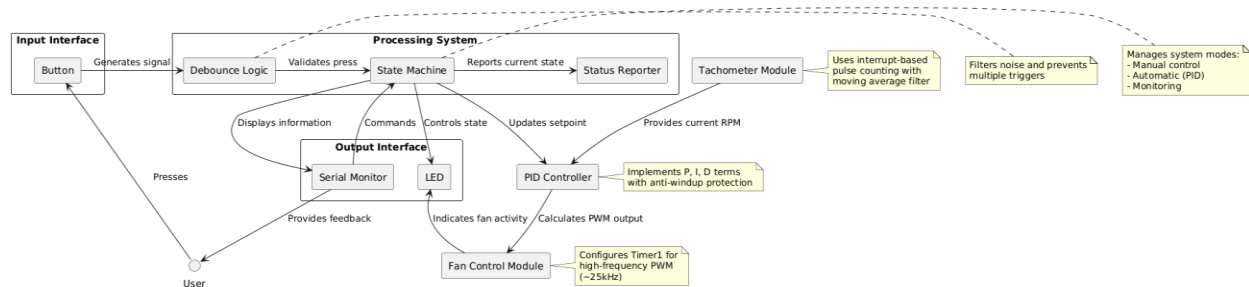 Input Interface
Button
Generates signal
Processing System
Debounce Logic
Validates press
State Machine
Reports current state
Status Reporter
Tachometer Module
Uses interrupt-based
pulse counting with
moving average filter
Filters noise and prevents
multiple triggers
Manages system modes:
- Manual control
- Automatic (PID)
- Monitoring
Displays information
Commands
Controls state
Updates setpoint
Provides current RPM
Output Interface
Serial Monitor
LED
PID Controller
Implements P, I, D terms
with anti-windup protection
Presses
Provides feedback
Indicates fan activity
Calculates PWM output
User
Fan Control Module
Configures Timer1 for
high-frequency PWM
(~25kHz)